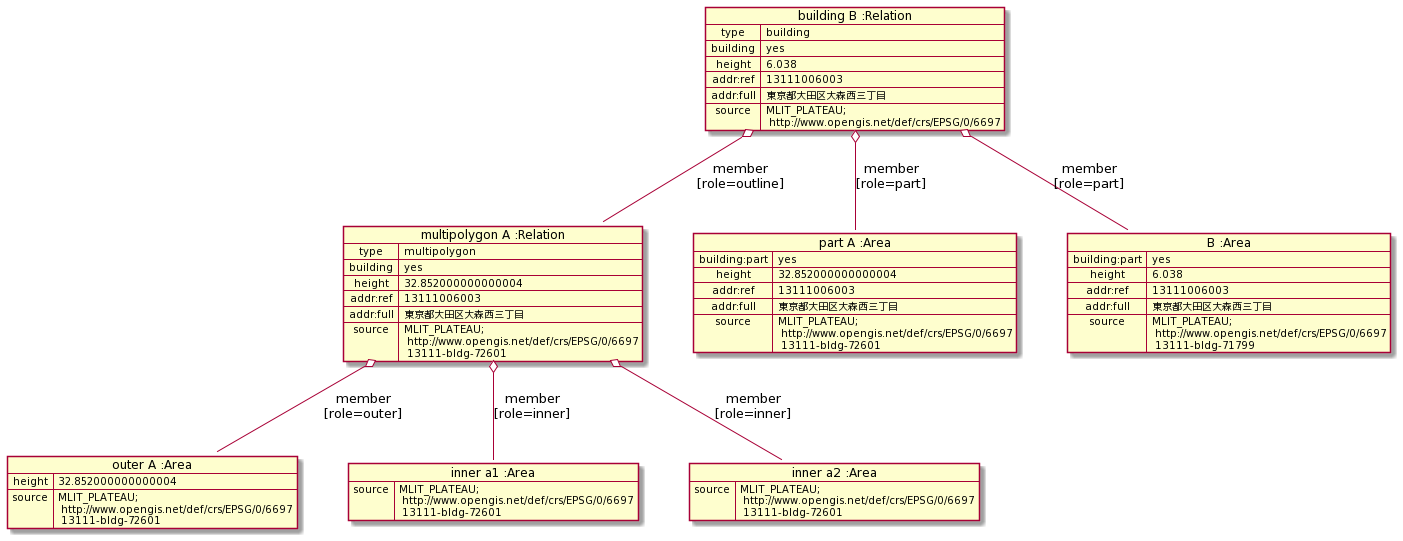 building B :Relation
type building
building yes
height 6.038
addr:ref 13111006003
addr:full 東京都大田区大森西三丁目
source MLIT_PLATEAU;
http://www.opengis.net/def/crs/EPSG/0/6697
member
[role=outline]
member
[role=part]
member
[role=part]
multipolygon A :Relation
type multipolygon
building yes
height 32.852000000000004
addr:ref 13111006003
addr:full 東京都大田区大森西三丁目
source MLIT_PLATEAU;
http://www.opengis.net/def/crs/EPSG/0/6697
13111-bldg-72601
part A :Area
building:part yes
height 32.852000000000004
addr:ref 13111006003
addr:full 東京都大田区大森西三丁目
source MLIT_PLATEAU;
http://www.opengis.net/def/crs/EPSG/0/6697
13111-bldg-72601
B :Area
building:part yes
height 6.038
addr:ref 13111006003
addr:full 東京都大田区大森西三丁目
source MLIT_PLATEAU;
http://www.opengis.net/def/crs/EPSG/0/6697
13111-bldg-71799
member
[role=outer]
member
[role=inner]
member
[role=inner]
outer A :Area
height 32.852000000000004
source MLIT_PLATEAU;
http://www.opengis.net/def/crs/EPSG/0/6697
13111-bldg-72601
inner a1 :Area
source MLIT_PLATEAU;
http://www.opengis.net/def/crs/EPSG/0/6697
13111-bldg-72601
inner a2 :Area
source MLIT_PLATEAU;
http://www.opengis.net/def/crs/EPSG/0/6697
13111-bldg-72601